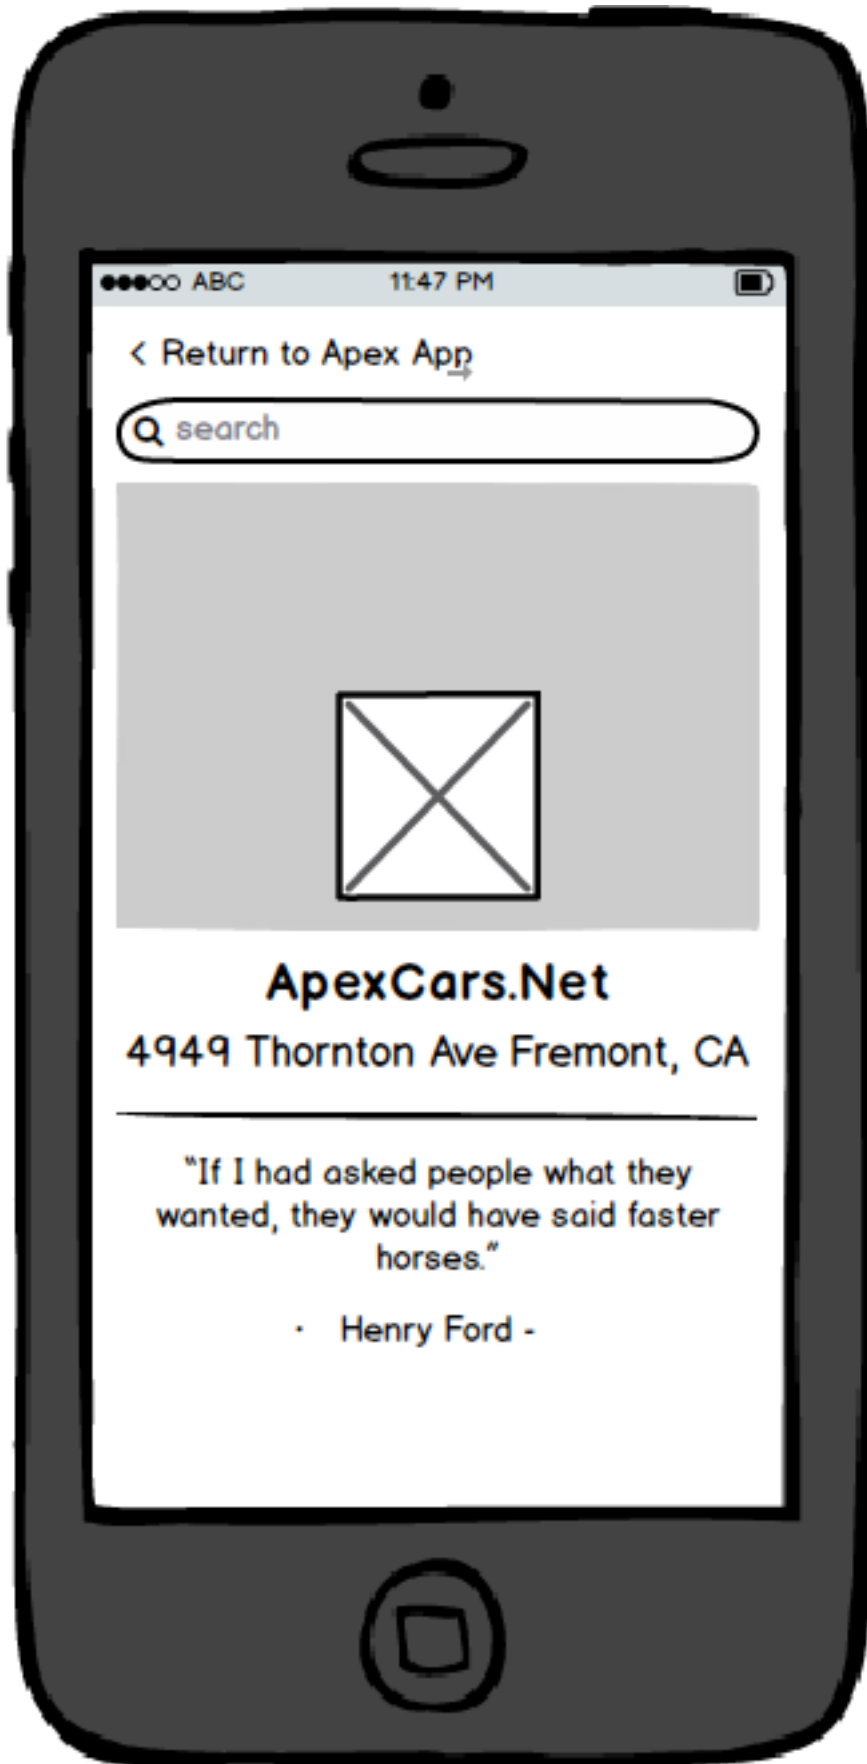 ABC 11:47 PM
< Return to Apex App
search
ApexCars.Net
4949 Thornton Ave Fremont, CA
"If I had asked people what they
wanted, they would have said faster
horses."
· Henry Ford -